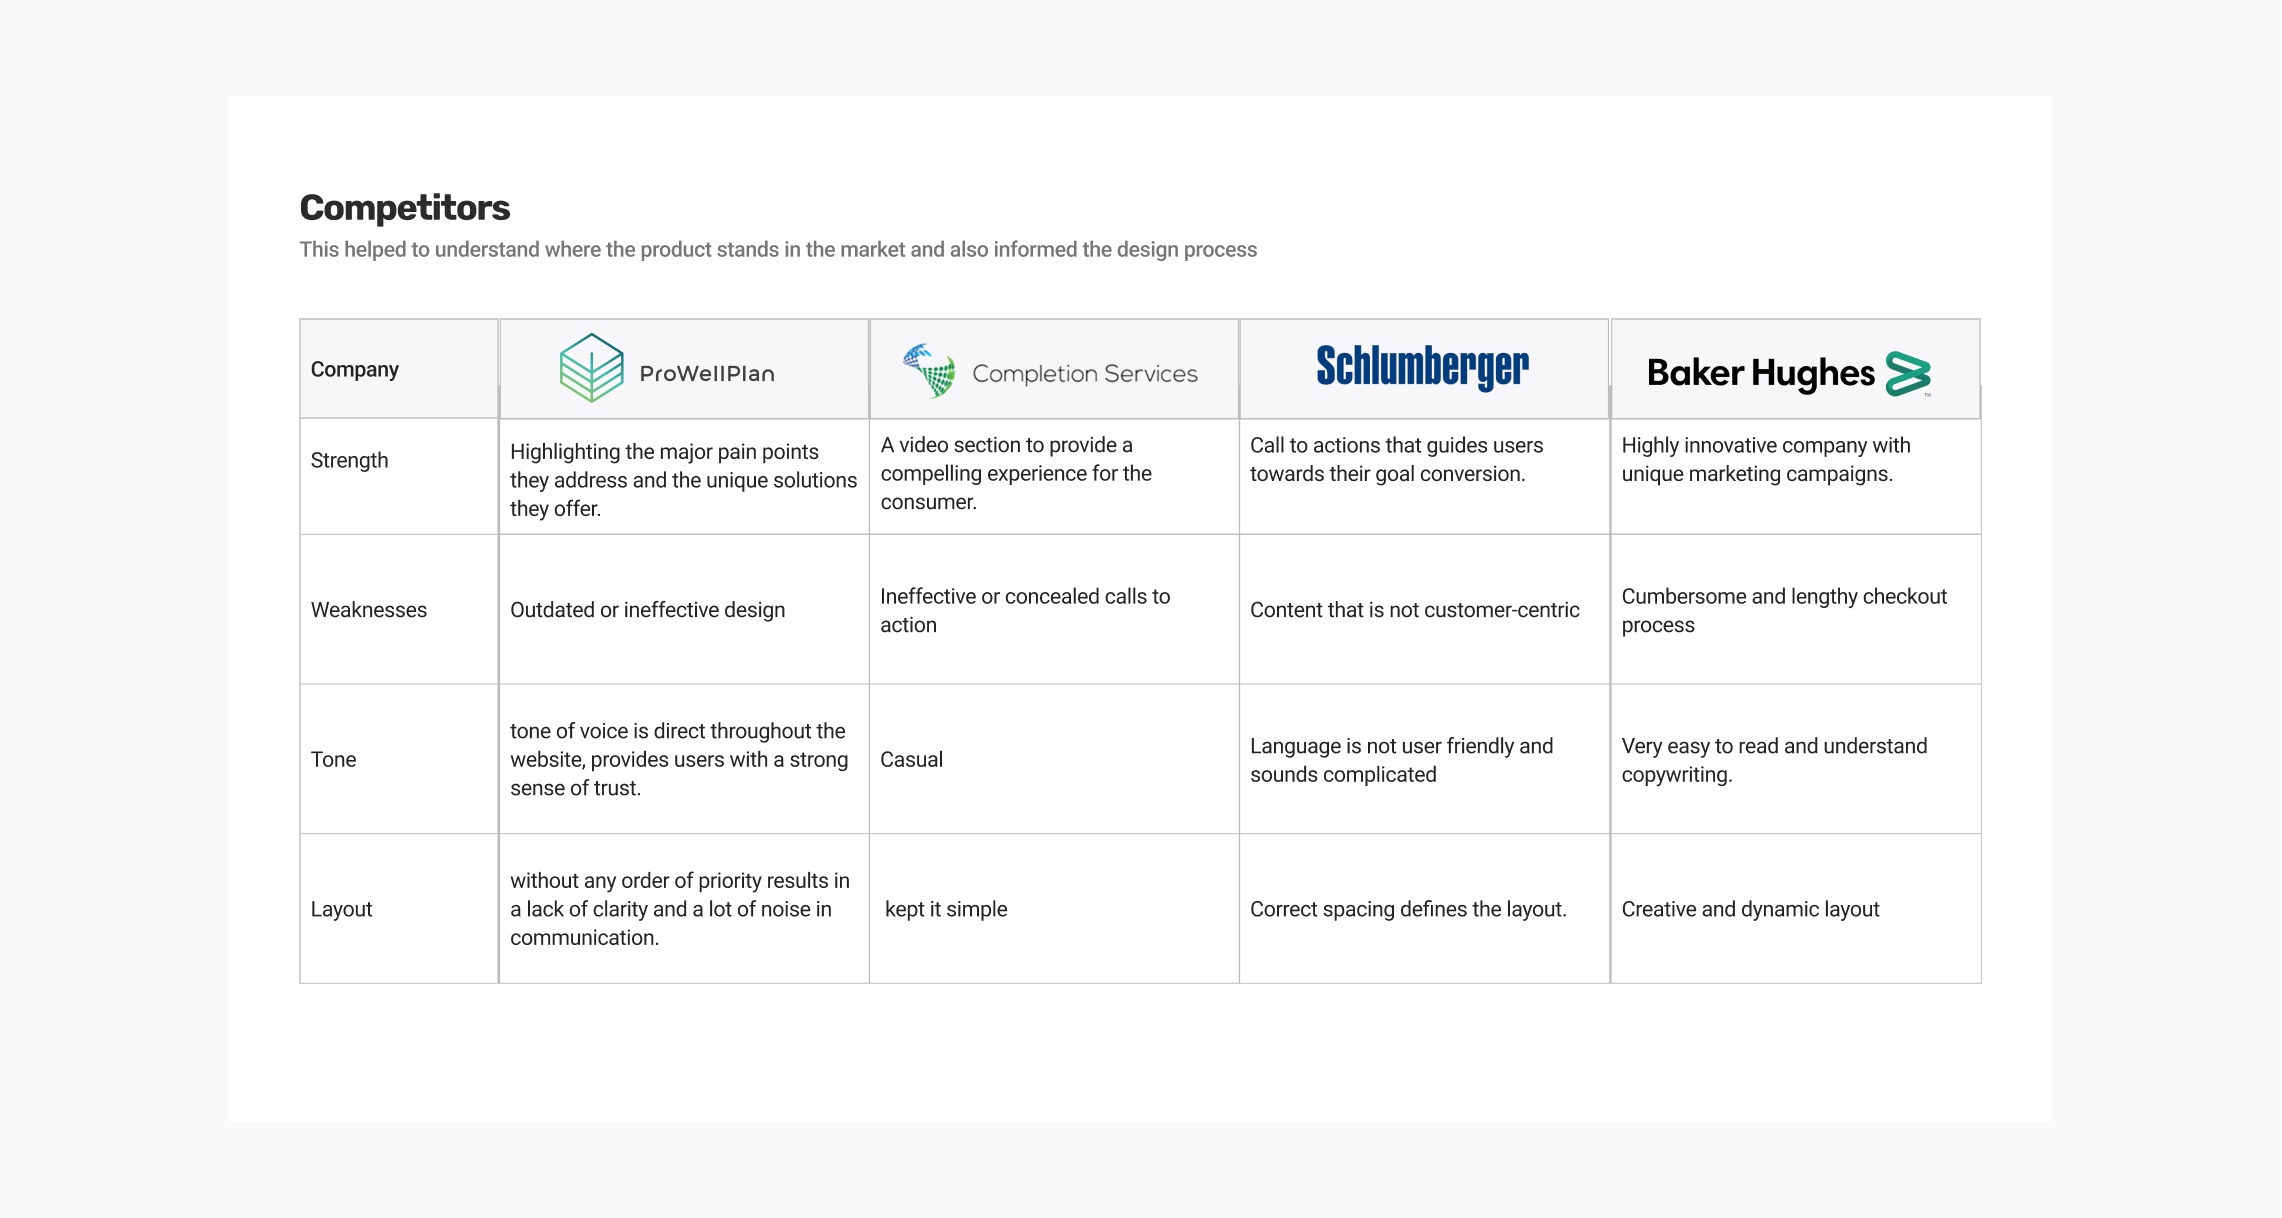 Competitors
This helped to understand where the product stands in the market and also informed the design process
Company
ProWellPlan
Completion Services
Schlumberger
Baker Hughes
TM
Strength
Highlighting the major pain points
they address and the unique solutions
they offer.
A video section to provide a
compelling experience for the
consumer.
Call to actions that guides users
towards their goal conversion.
Highly innovative company with
unique marketing campaigns.
Weaknesses
Outdated or ineffective design
Ineffective or concealed calls to
action
Content that is not customer-centric
Cumbersome and lengthy checkout
process
Tone
tone of voice is direct throughout the
website, provides users with a strong
sense of trust.
Casual
Language is not user friendly and
sounds complicated
Very easy to read and understand
copywriting.
Layout
without any order of priority results in
a lack of clarity and a lot of noise in
communication.
kept it simple
Correct spacing defines the layout.
Creative and dynamic layout